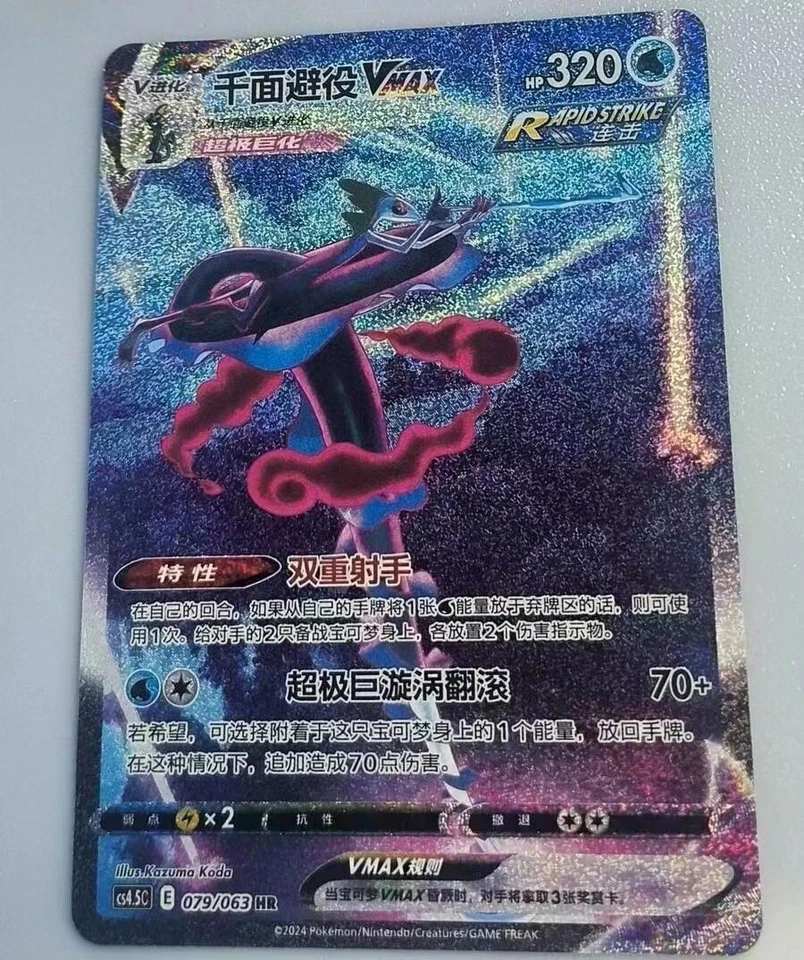 V进化 千面避役VMAX HP320
从千面避役V进化
超极巨化
RAPID STRIKE
连击
特性 双重射手
在自己的回合，如果从自己的手牌将1张能量放于弃牌区的话，则可使
用1次。给对手的2只备战宝可梦身上，各放置2个伤害指示物。
超极巨漩涡翻滚 70+
若希望，可选择附着于这只宝可梦身上的1个能量，放回手牌。
在这种情况下，追加造成70点伤害。
弱点 ×2 抗性 撤退
Illus.Kazuma Koda
VMAX规则
cs4.5C E 079/063 HR
当宝可梦VMAX昏厥时，对手将拿取3张奖赏卡。
©2024 Pokémon/Nintendo/Creatures/GAME FREAK